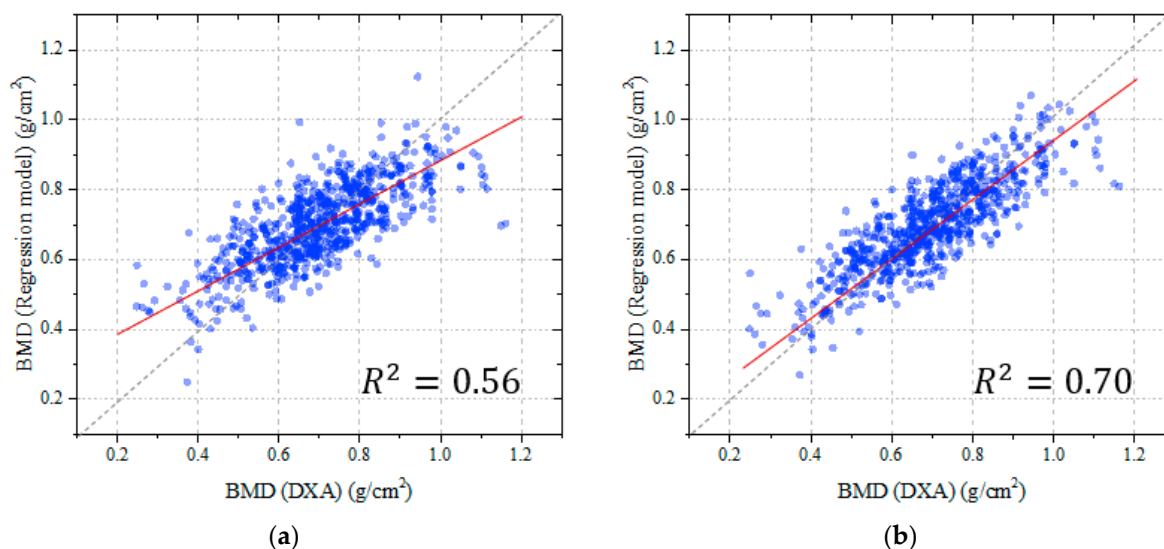 BMD (Regression model) (g/cm²)
1.2
1.0
0.8
0.6
0.4
0.2
R² = 0.56
0.2 0.4 0.6 0.8 1.0 1.2
BMD (DXA) (g/cm²)
(a)
BMD (Regression model) (g/cm²)
1.2
1.0
0.8
0.6
0.4
0.2
R² = 0.70
0.2 0.4 0.6 0.8 1.0 1.2
BMD (DXA) (g/cm²)
(b)